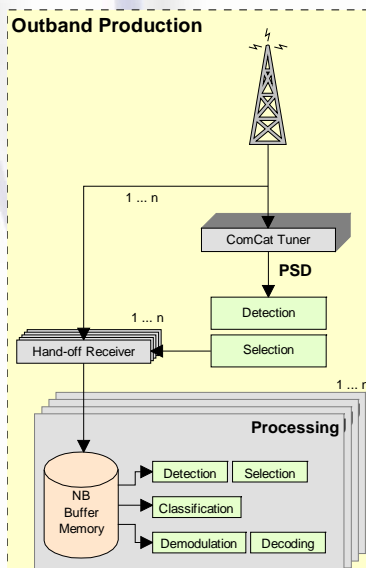 Outband Production
1 ... n
ComCat Tuner
PSD
Detection
1 ... n
Hand-off Receiver
Selection
1 ... n
Processing
NB
Buffer
Memory
Detection
Selection
Classification
Demodulation
Decoding